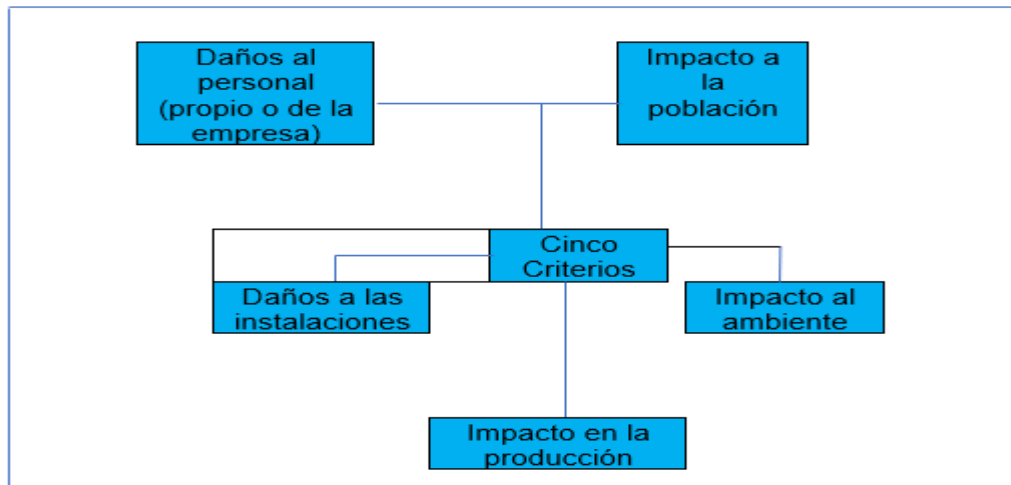 Daños al
personal
(propio o de la
empresa)
Impacto a
la
población
Cinco
Criterios
Daños a las
instalaciones
Impacto al
ambiente
Impacto en la
producción